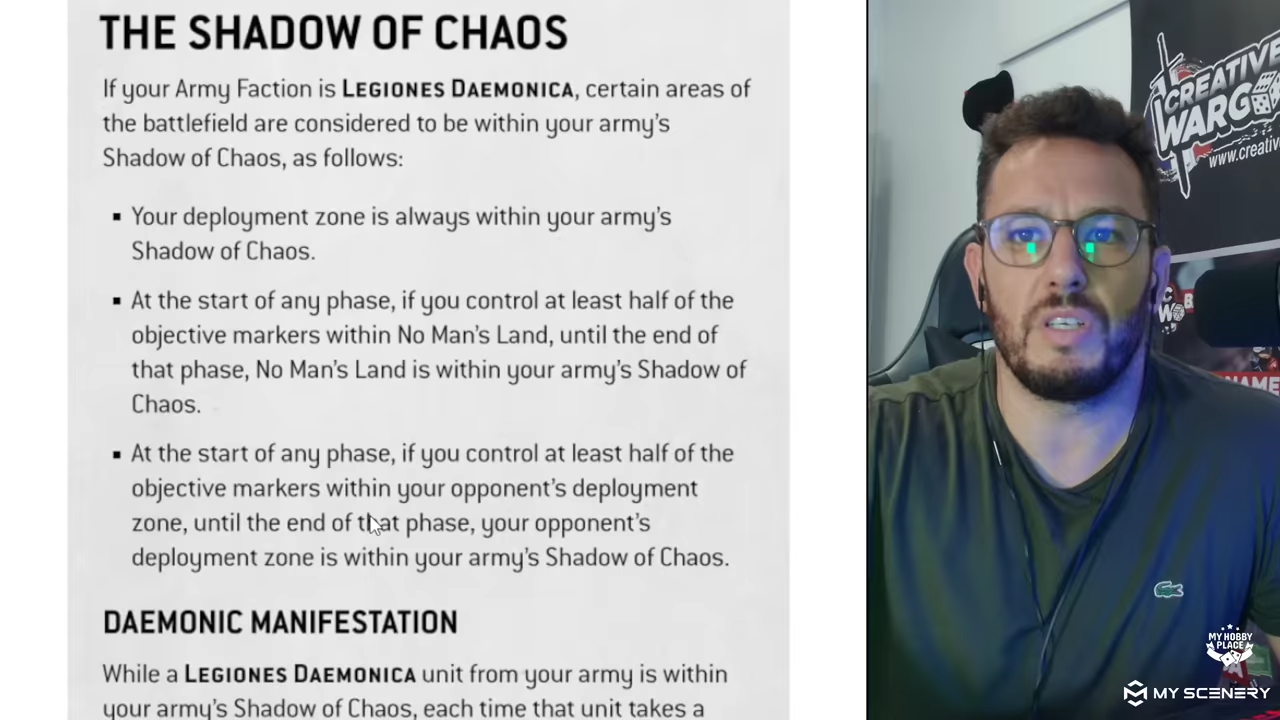 THE SHADOW OF CHAOS
If your Army Faction is LEGIONES DAEMONICA, certain areas of
the battlefield are considered to be within your army's
Shadow of Chaos, as follows:
▪ Your deployment zone is always within your army's
Shadow of Chaos.
▪ At the start of any phase, if you control at least half of the
objective markers within No Man's Land, until the end of
that phase, No Man's Land is within your army's Shadow of
Chaos.
▪ At the start of any phase, if you control at least half of the
objective markers within your opponent's deployment
zone, until the end of that phase, your opponent's
deployment zone is within your army's Shadow of Chaos.
DAEMONIC MANIFESTATION
While a LEGIONES DAEMONICA unit from your army is within
your army's Shadow of Chaos, each time that unit takes a
CREATIVE
WARG
www.creativ
NAME
MY HOBBY
PLACE
MY SCENERY